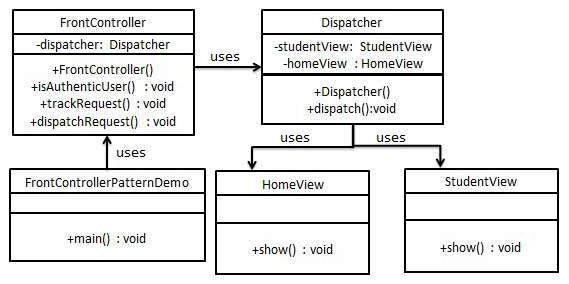 FrontController
-dispatcher: Dispatcher
+FrontController()
+isAuthenticUser() : void
+trackRequest() : void
+dispatchRequest() : void
uses
Dispatcher
-studentView: StudentView
-homeView : HomeView
+Dispatcher()
+dispatch():void
uses
uses
uses
FrontControllerPatternDemo
+main() : void
HomeView
+show() : void
StudentView
+show() : void